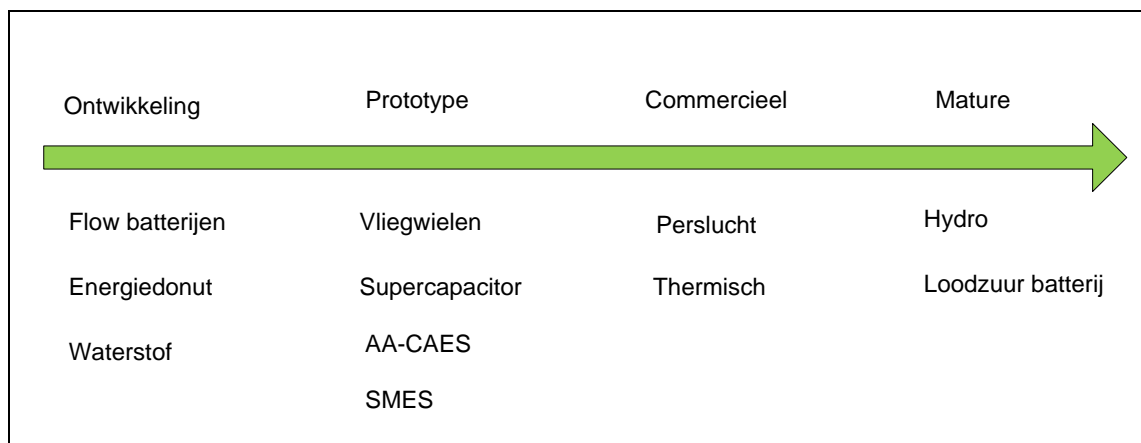 Ontwikkeling
Prototype
Commercieel
Mature
Flow batterijen
Vliegwielen
Perslucht
Hydro
Energiedonut
Supercapacitor
Thermisch
Loodzuur batterij
Waterstof
AA-CAES
SMES